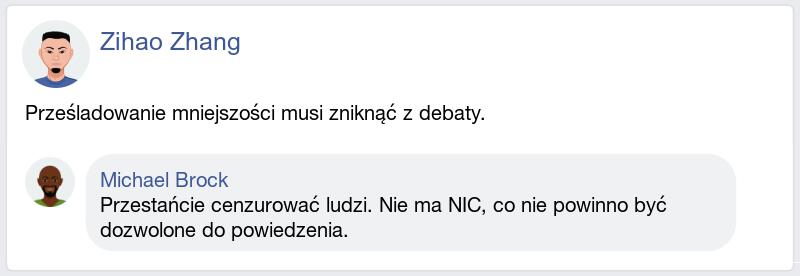 Zihao Zhang
Prześladowanie mniejszości musi zniknąć z debaty.
Michael Brock
Przestańcie cenzurować ludzi. Nie ma NIC, co nie powinno być
dozwolone do powiedzenia.